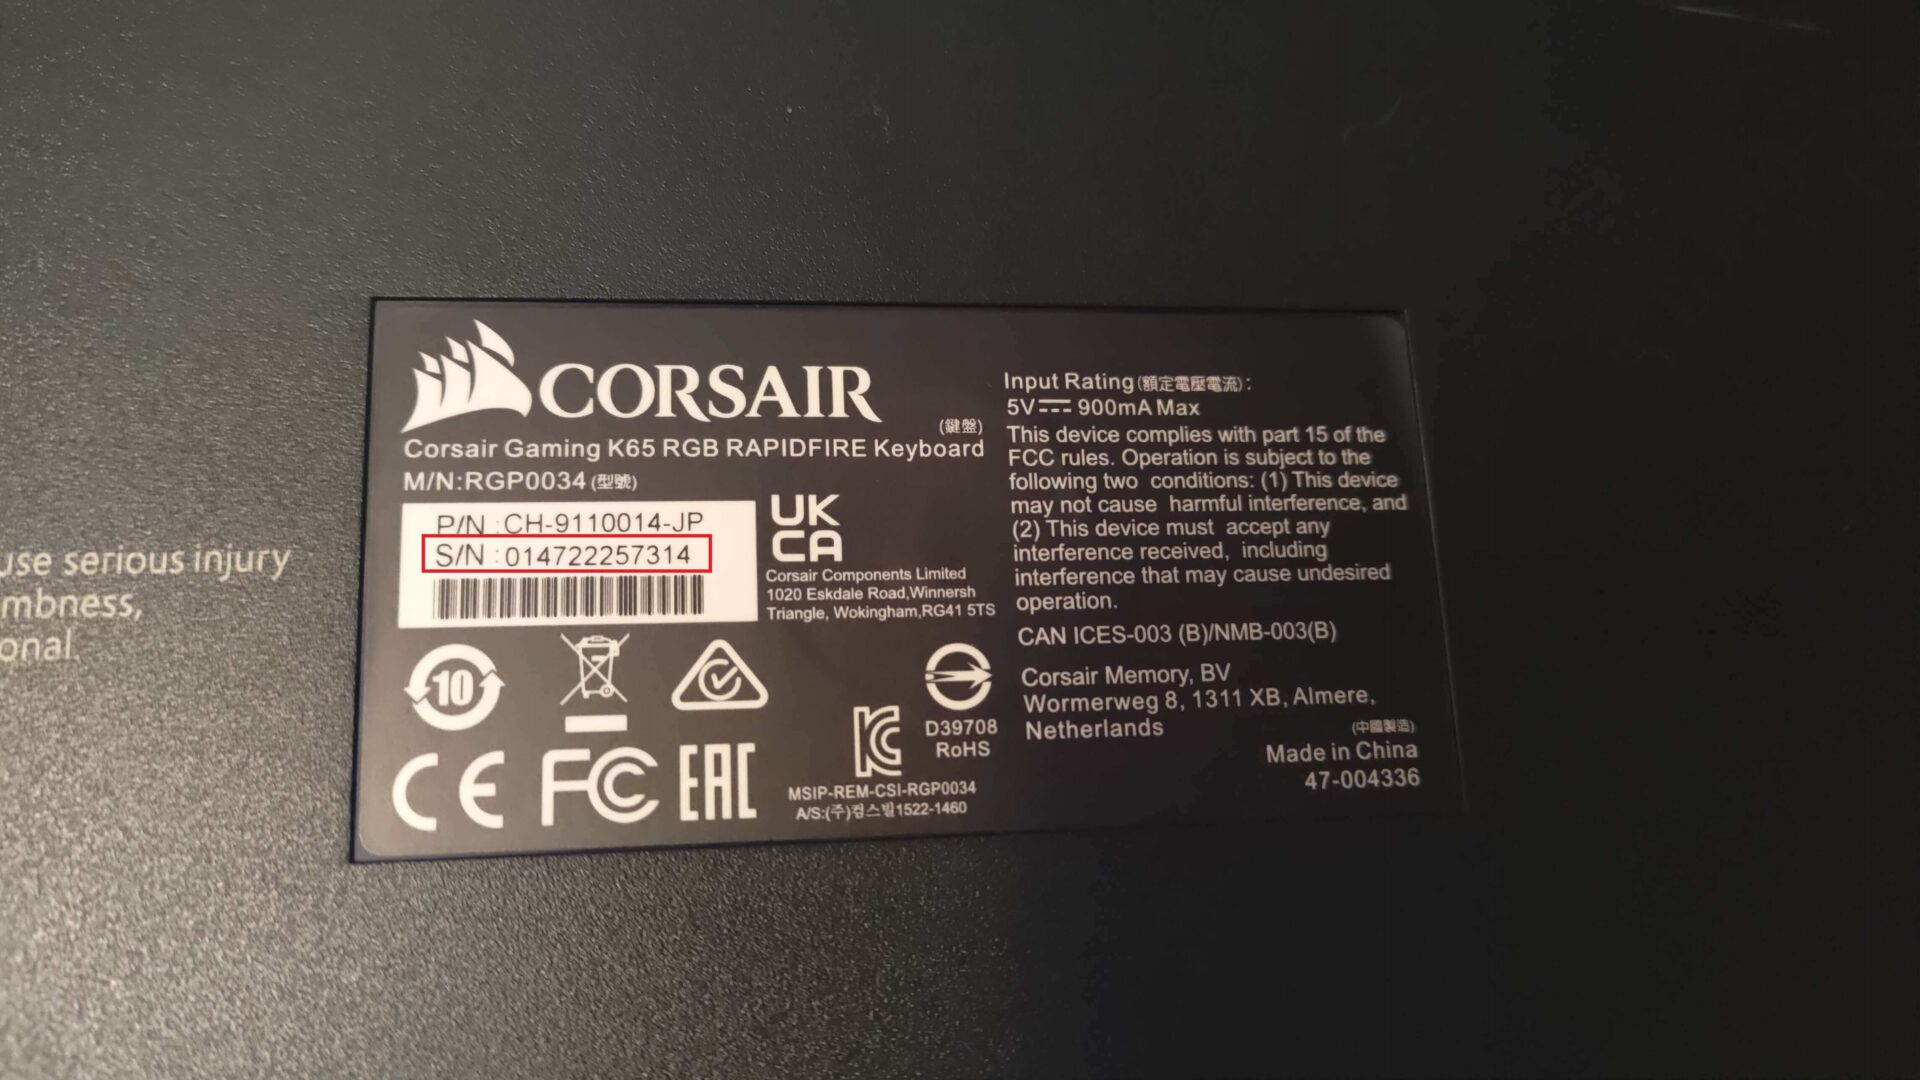 use serious injury
mbness,
onal.
CORSAIR
(鍵盤)
Corsair Gaming K65 RGB RAPIDFIRE Keyboard
M/N:RGP0034 (型號)
P/N : CH-9110014-JP
S/N : 014722257314
UK
CA
Corsair Components Limited
1020 Eskdale Road,Winnersh
Triangle, Wokingham,RG41 5TS
10
D39708
RoHS
CE FC EAC
MSIP-REM-CSI-RGP0034
A/S:(주)컴스빌1522-1460
Input Rating(額定電壓電流):
5V 900mA Max
This device complies with part 15 of the
FCC rules. Operation is subject to the
following two conditions: (1) This device
may not cause harmful interference, and
(2) This device must accept any
interference received, including
interference that may cause undesired
operation.
CAN ICES-003 (B)/NMB-003(B)
Corsair Memory, BV
Wormerweg 8, 1311 XB, Almere,
Netherlands
(中國製造)
Made in China
47-004336